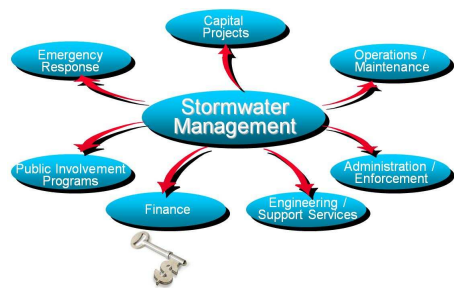 Capital
Projects
Emergency
Response
Operations /
Maintenance
Stormwater
Management
Public Involvement
Programs
Administration /
Enforcement
Finance
Engineering /
Support Services
$